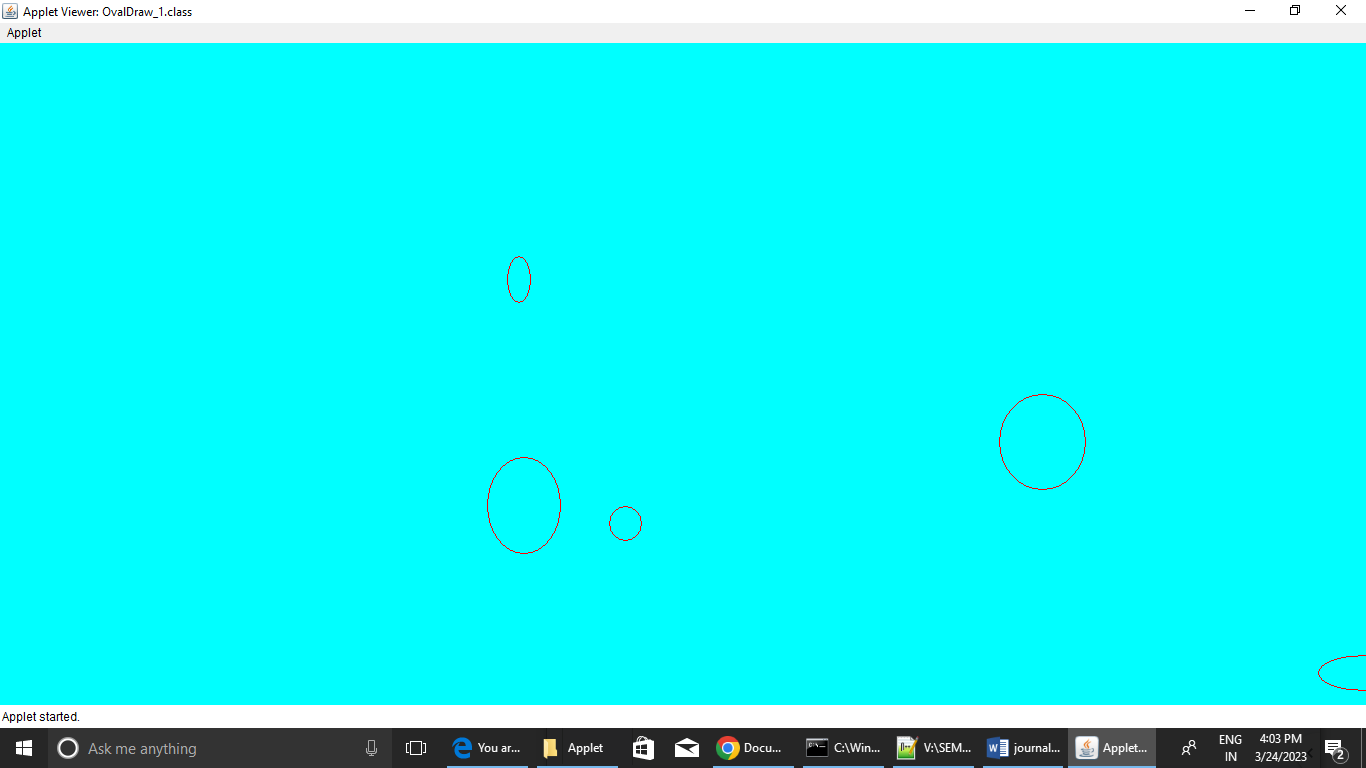 Applet Viewer: OvalDraw_1.class
Applet
Applet started.
Ask me anything
You ar...
Applet
Docu...
C:\Win...
V:\SEM...
journal...
Applet...
ENG
IN
4:03 PM
3/24/2023
2